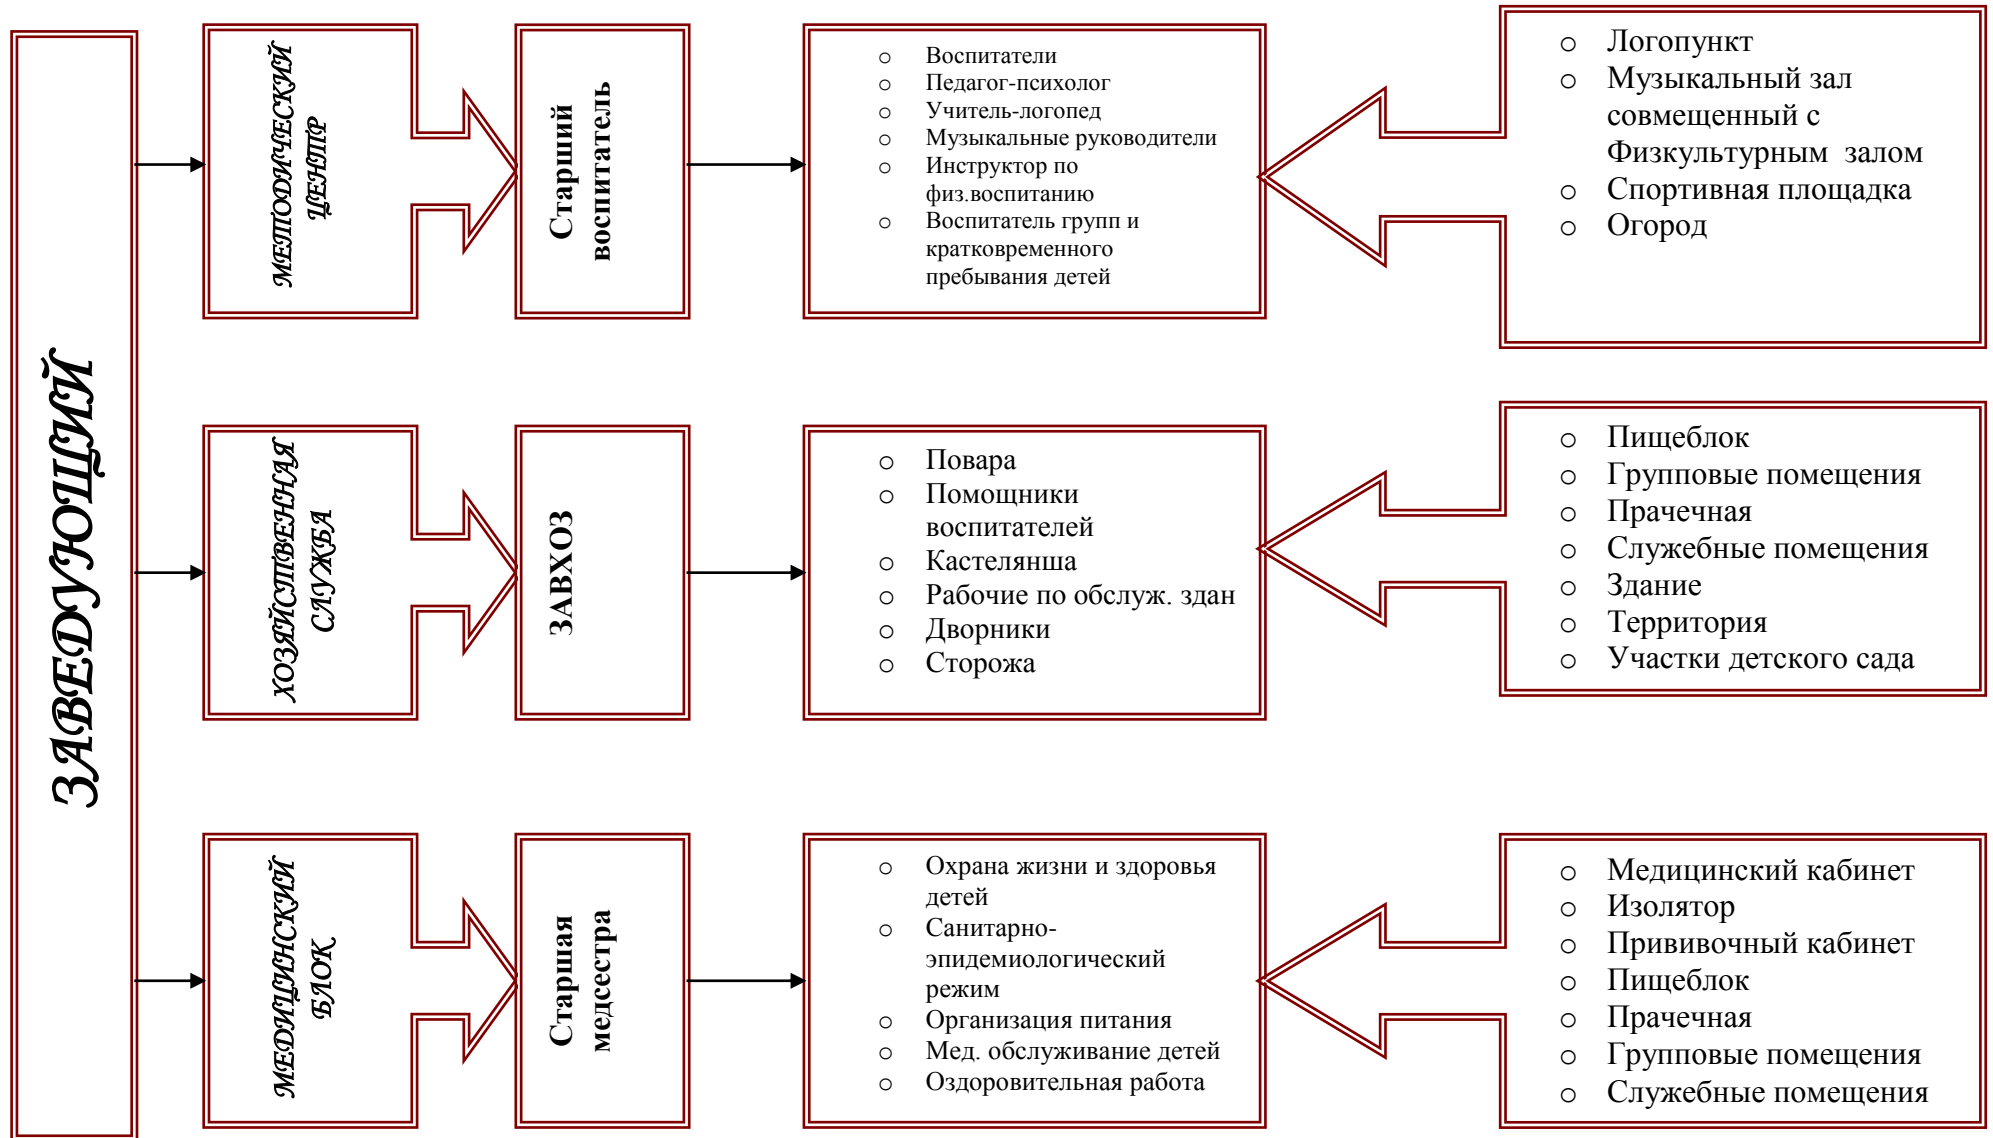 ЗАВЕДУЮЩИЙ
МЕТОДИЧЕСКИЙ
ЦЕНТР
Старший
воспитатель
Воспитатели
Педагог-психолог
Учитель-логопед
Музыкальные руководители
Инструктор по
физ.воспитанию
Воспитатель групп и
кратковременного
пребывания детей
Логопункт
Музыкальный зал
совмещенный с
Физкультурным залом
Спортивная площадка
Огород
ХОЗЯЙСТВЕННАЯ
СЛУЖБА
ЗАВХОЗ
Повара
Помощники
воспитателей
Кастелянша
Рабочие по обслуж. здан
Дворники
Сторожа
Пищеблок
Групповые помещения
Прачечная
Служебные помещения
Здание
Территория
Участки детского сада
МЕДИЦИНСКИЙ
БЛОК
Старшая
медсестра
Охрана жизни и здоровья
детей
Санитарно-
эпидемиологический
режим
Организация питания
Мед. обслуживание детей
Оздоровительная работа
Медицинский кабинет
Изолятор
Прививочный кабинет
Пищеблок
Прачечная
Групповые помещения
Служебные помещения